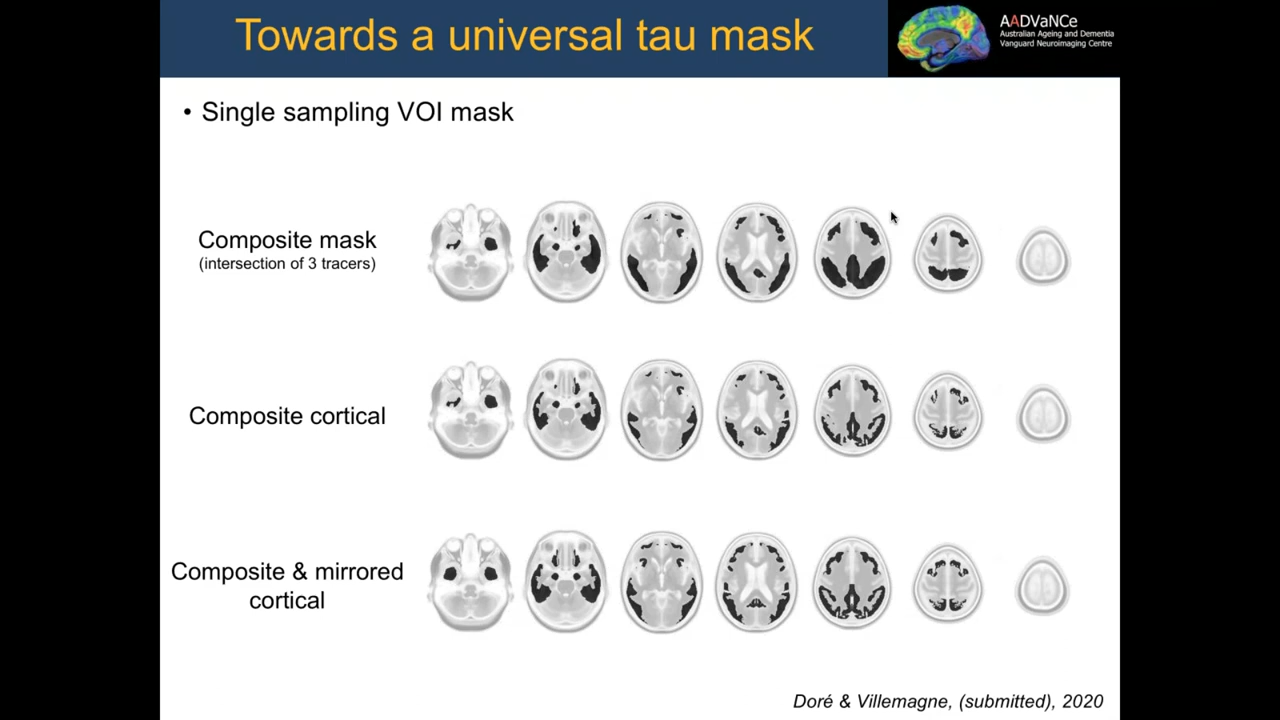 Towards a universal tau mask
AADVaNCe
Australian Ageing and Dementia
Vanguard Neuroimaging Centre
• Single sampling VOI mask
Composite mask
(intersection of 3 tracers)
Composite cortical
Composite & mirrored
cortical
Doré & Villemagne, (submitted), 2020